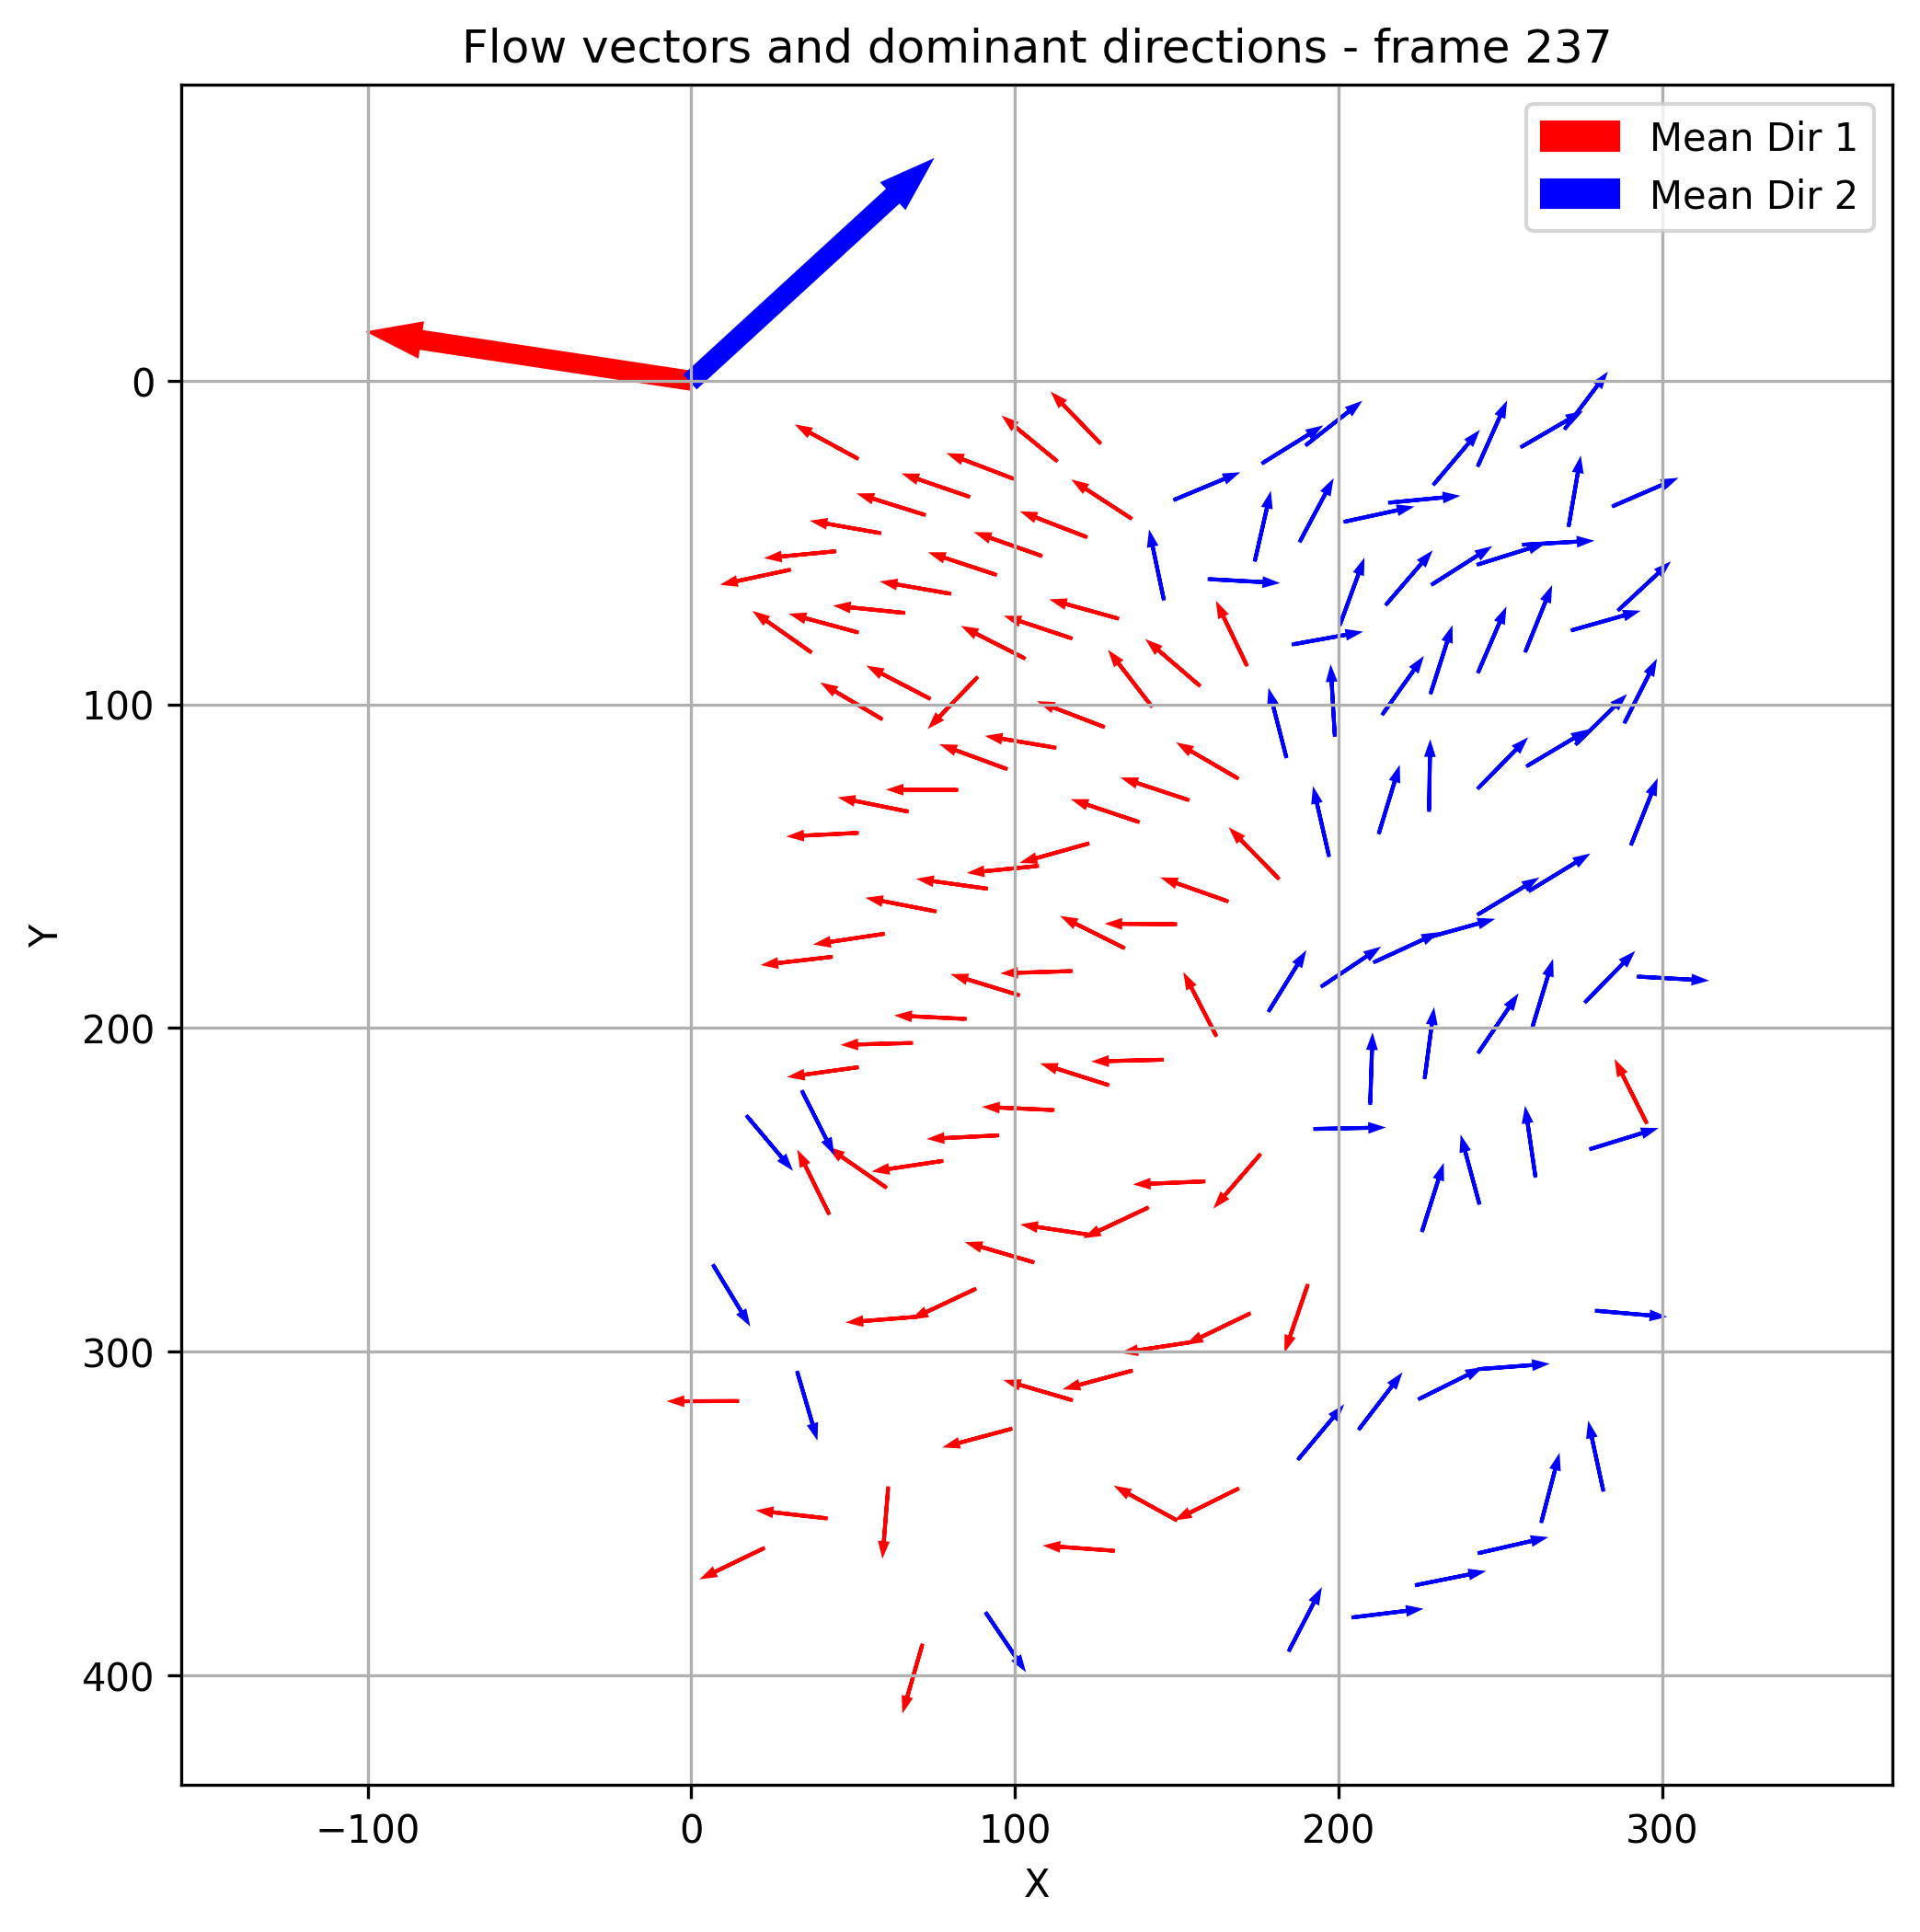 Flow vectors and dominant directions - frame 237
Mean Dir 1
Mean Dir 2
0
100
200
300
400
Y
−100
0
100
200
300
X